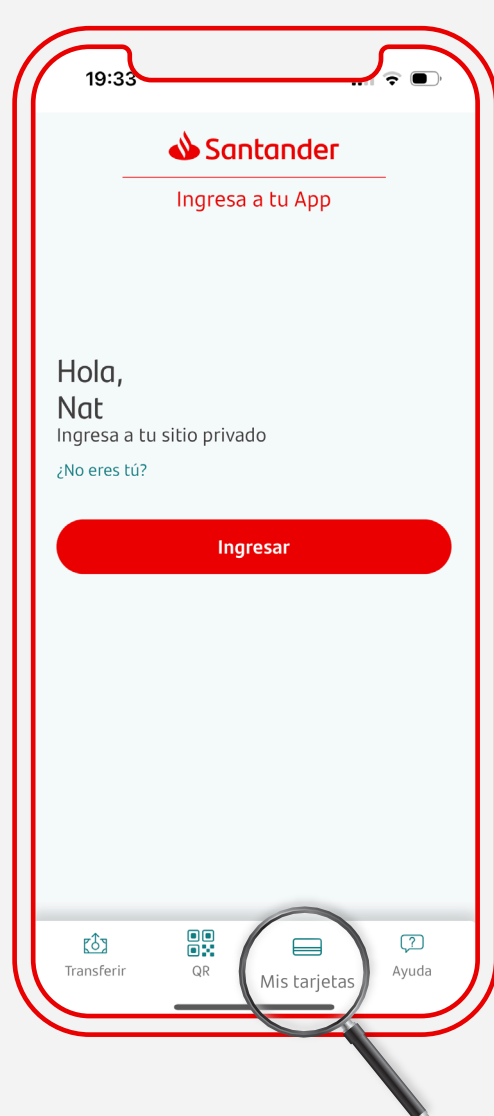 19:33
Santander
Ingresa a tu App
Hola,
Nat
Ingresa a tu sitio privado
¿No eres tú?
Ingresar
Transferir
QR
Mis tarjetas
Ayuda